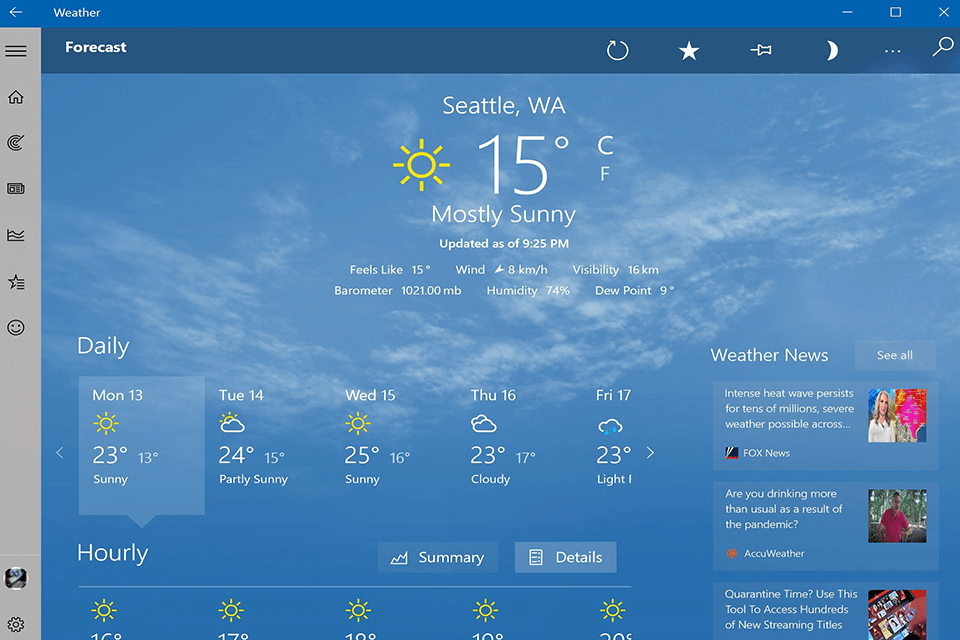 Weather
Forecast
Seattle, WA
15°
C
F
Mostly Sunny
Updated as of 9:25 PM
Feels Like 15° Wind 8 km/h Visibility 16 km
Barometer 1021.00 mb Humidity 74% Dew Point 9°
Daily
Mon 13
23° 13°
Sunny
Tue 14
24° 15°
Partly Sunny
Wed 15
25° 16°
Sunny
Thu 16
23° 17°
Cloudy
Fri 17
23°
Light
Hourly
Summary
Details
16° 17° 18° 19° 20°
Weather News
See all
Intense heat wave persists
for tens of millions, severe
weather possible across...
FOX News
Are you drinking more
than usual as a result of
the pandemic?
AccuWeather
Quarantine Time? Use This
Tool To Access Hundreds
of New Streaming Titles